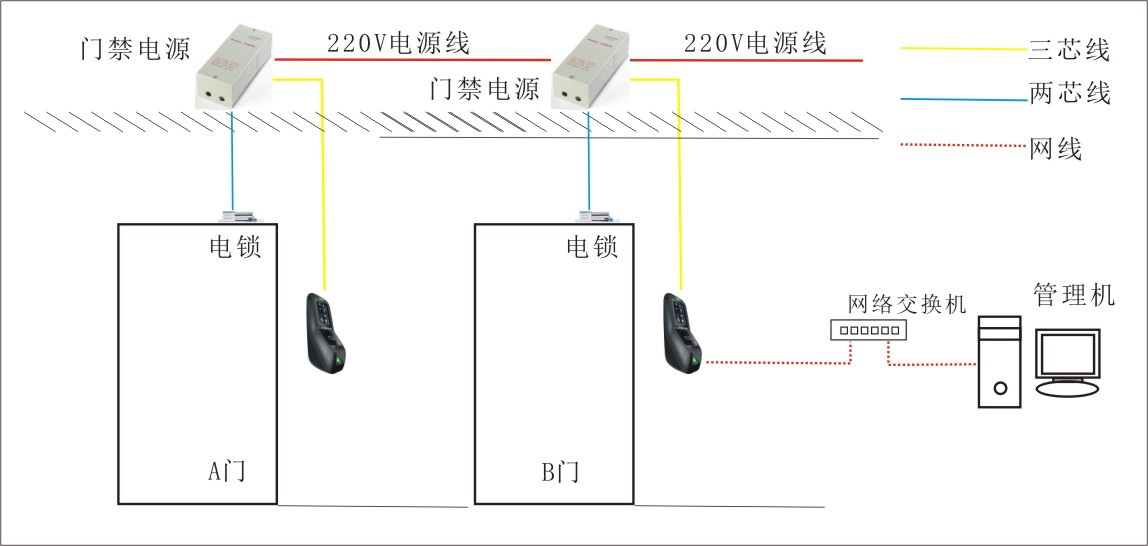 门禁电源
220V电源线
220V电源线
三芯线
门禁电源
两芯线
网线
电锁
电锁
网络交换机
管理机
A门
B门